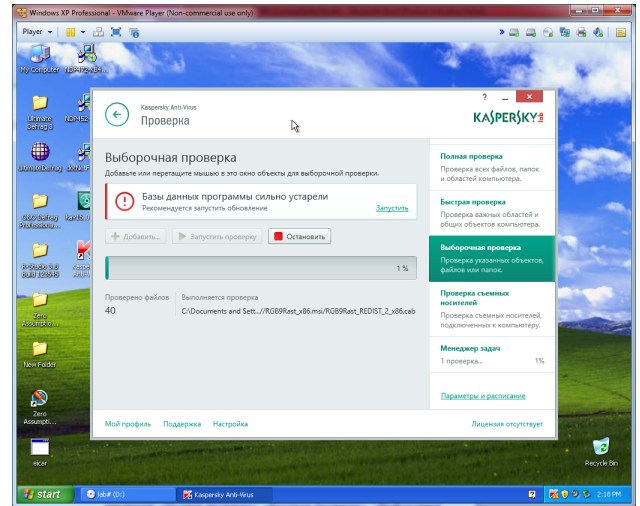 Windows XP Professional - VMware Player (Non-commercial use only)
Player
My Computer
Ultimate
Defrag 3
UltimateDefrag
O&O Defrag
Professiona...
R-Studio 8.0
Zero
Assumptio...
New Folder
Zero
Assumpti...
eicar
Kaspersky Anti-Virus
Проверка
KASPERSKY
Выборочная проверка
Добавьте или перетащите мышью в это окно объекты для выборочной проверки.
Базы данных программы сильно устарели
Рекомендуется запустить обновление
Запустить
Добавить...
Запустить проверку
Остановить
1 %
Проверено файлов
40
Выполняется проверка
C:\Documents and Sett...//RGB9Rast_x86.msi/RGB9Rast_REDIST_2_x86.cab
Полная проверка
Проверка всех файлов, папок
и областей компьютера.
Быстрая проверка
Проверка важных областей и
общих объектов компьютера.
Выборочная проверка
Проверка указанных объектов,
файлов или папок.
Проверка съемных
носителей
Проверка съемных носителей,
подключенных к компьютеру.
Менеджер задач
1 проверка... 1%
Параметры и расписание
Мой профиль Поддержка Настройка
Лицензия отсутствует
Recycle Bin
start
lab# (D:)
Kaspersky Anti-Virus
2:18 PM